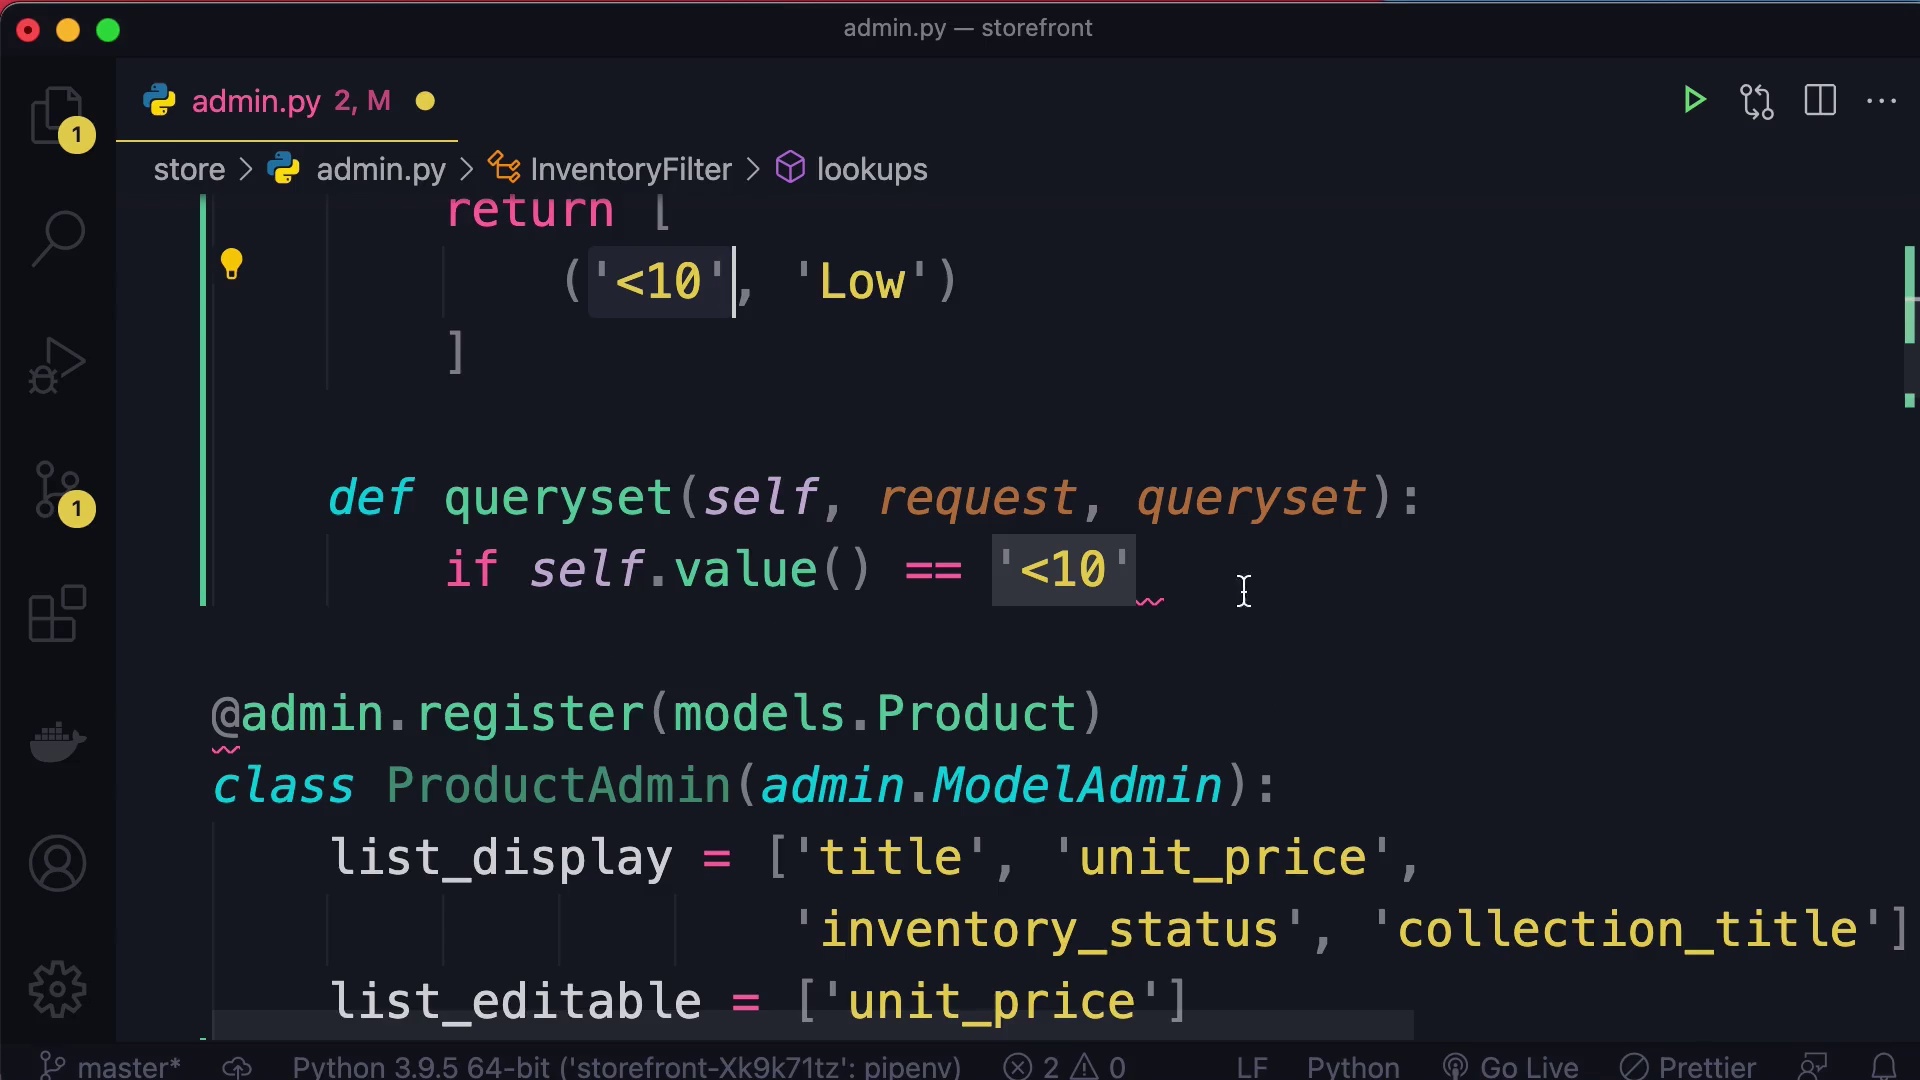 admin.py — storefront
admin.py 2, M
1
store > admin.py > InventoryFilter > lookups
return [
('<10', 'Low')
]
def queryset(self, request, queryset):
if self.value() == '<10'
1
@admin.register(models.Product)
class ProductAdmin(admin.ModelAdmin):
list_display = ['title', 'unit_price',
'inventory_status', 'collection_title']
list_editable = ['unit_price']
master* Python 3.9.5 64-bit ('storefront-Xk9k71tz': pipenv) 2 0 LF Python Go Live Prettier